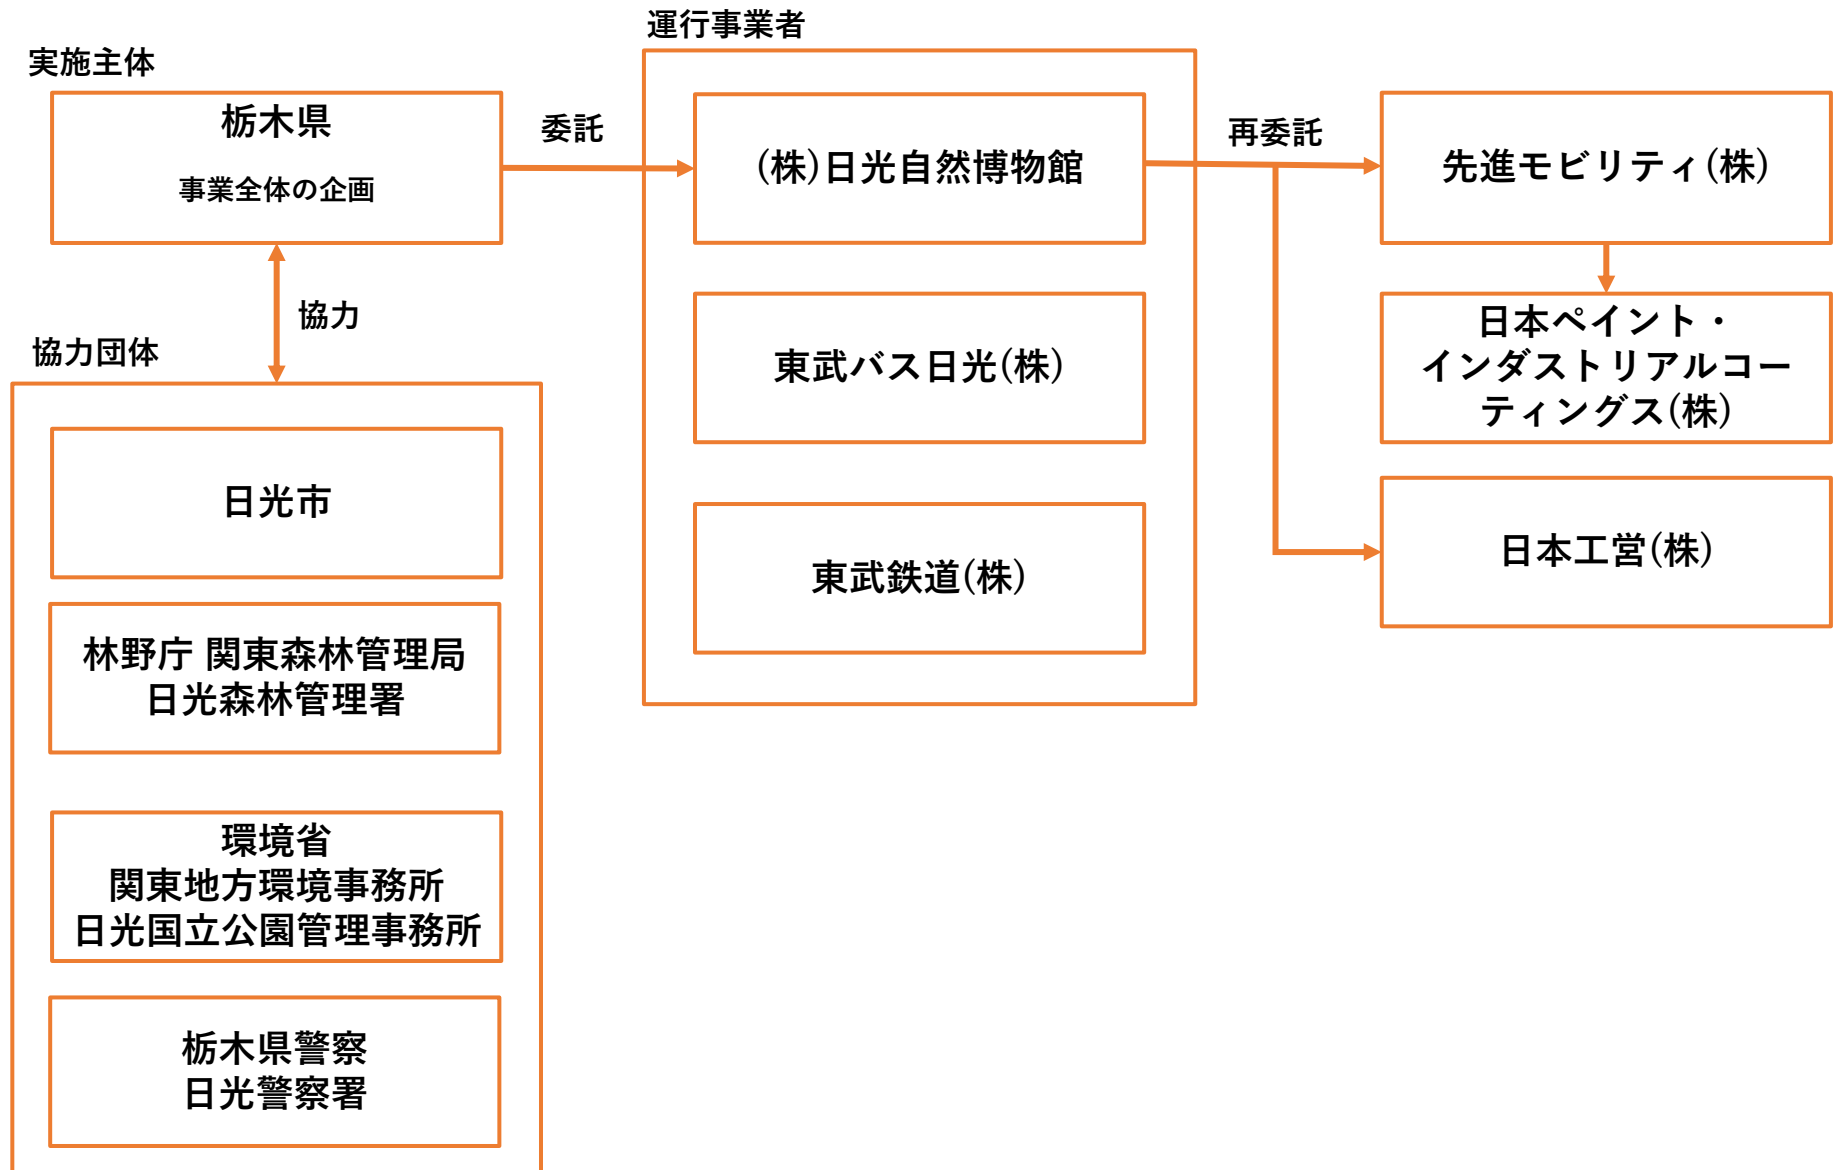 実施主体
栃木県
事業全体の企画
委託
協力
協力団体
日光市
林野庁 関東森林管理局
日光森林管理署
環境省
関東地方環境事務所
日光国立公園管理事務所
栃木県警察
日光警察署
運行事業者
(株)日光自然博物館
東武バス日光(株)
東武鉄道(株)
再委託
先進モビリティ(株)
日本ペイント・
インダストリアルコー
ティングス(株)
日本工営(株)